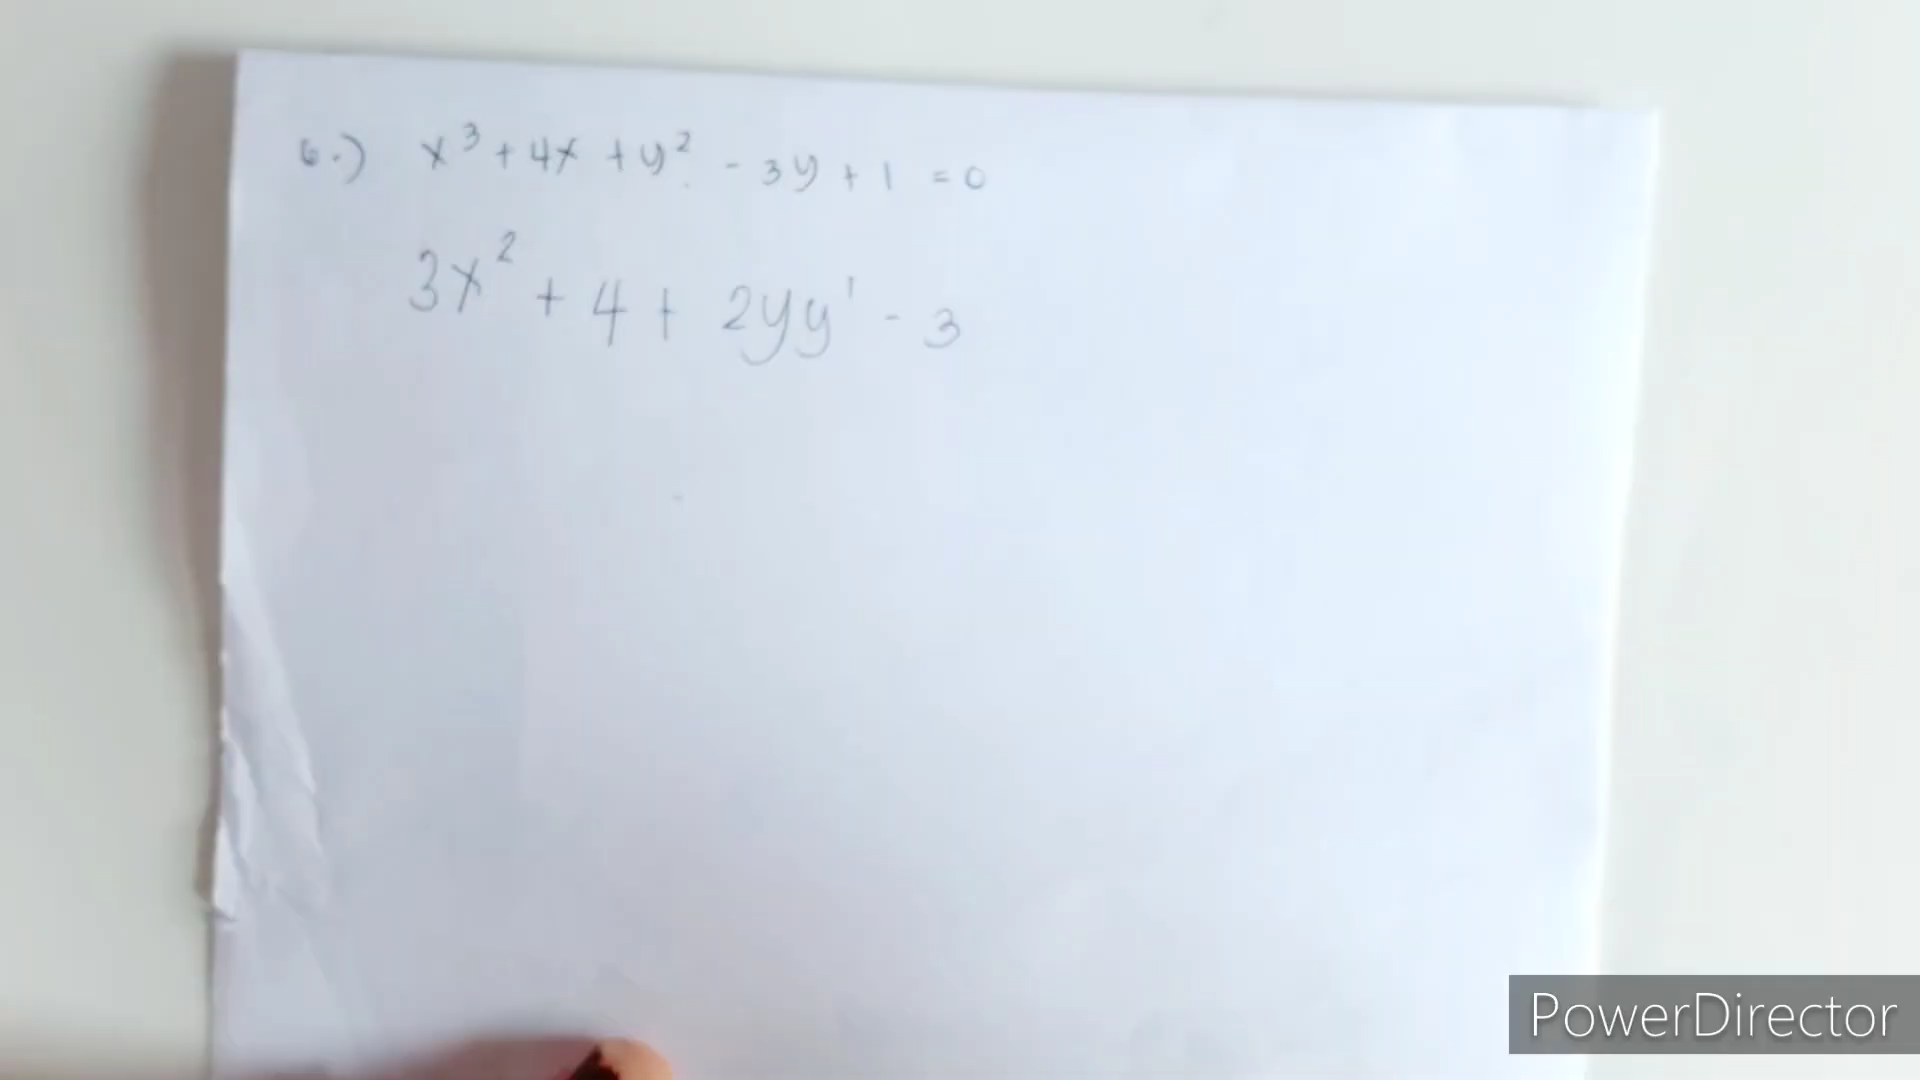 6.) x³ + 4x + y² - 3y + 1 = 0
3x² + 4 + 2yy' - 3
PowerDirector